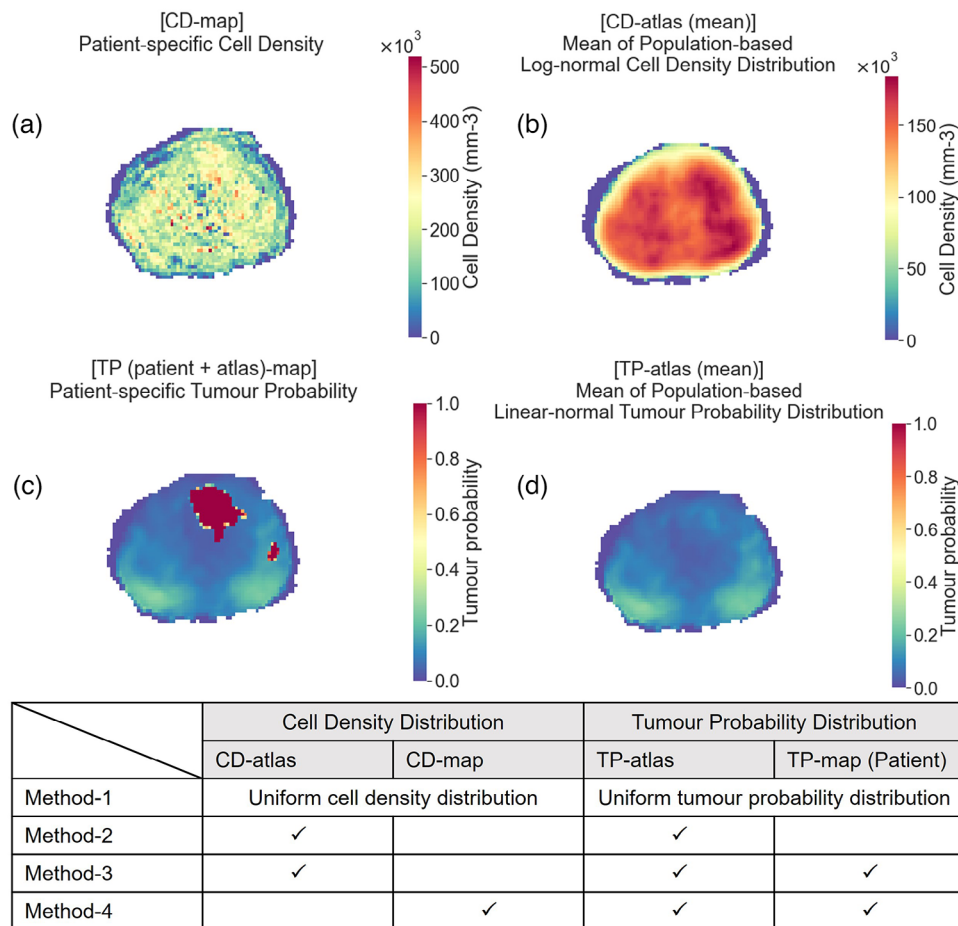 [CD-map]
Patient-specific Cell Density
×10³
500
400
300
200
100
0
Cell Density (mm-3)
(a)
[CD-atlas (mean)]
Mean of Population-based
Log-normal Cell Density Distribution
×10³
150
100
50
0
Cell Density (mm-3)
(b)
[TP (patient + atlas)-map]
Patient-specific Tumour Probability
1.0
0.8
0.6
0.4
0.2
0.0
Tumour probability
(c)
[TP-atlas (mean)]
Mean of Population-based
Linear-normal Tumour Probability Distribution
1.0
0.8
0.6
0.4
0.2
0.0
Tumour probability
(d)
Cell Density Distribution Tumour Probability Distribution
CD-atlas CD-map TP-atlas TP-map (Patient)
Method-1 Uniform cell density distribution Uniform tumour probability distribution
Method-2 ✓ ✓
Method-3 ✓ ✓ ✓
Method-4 ✓ ✓ ✓